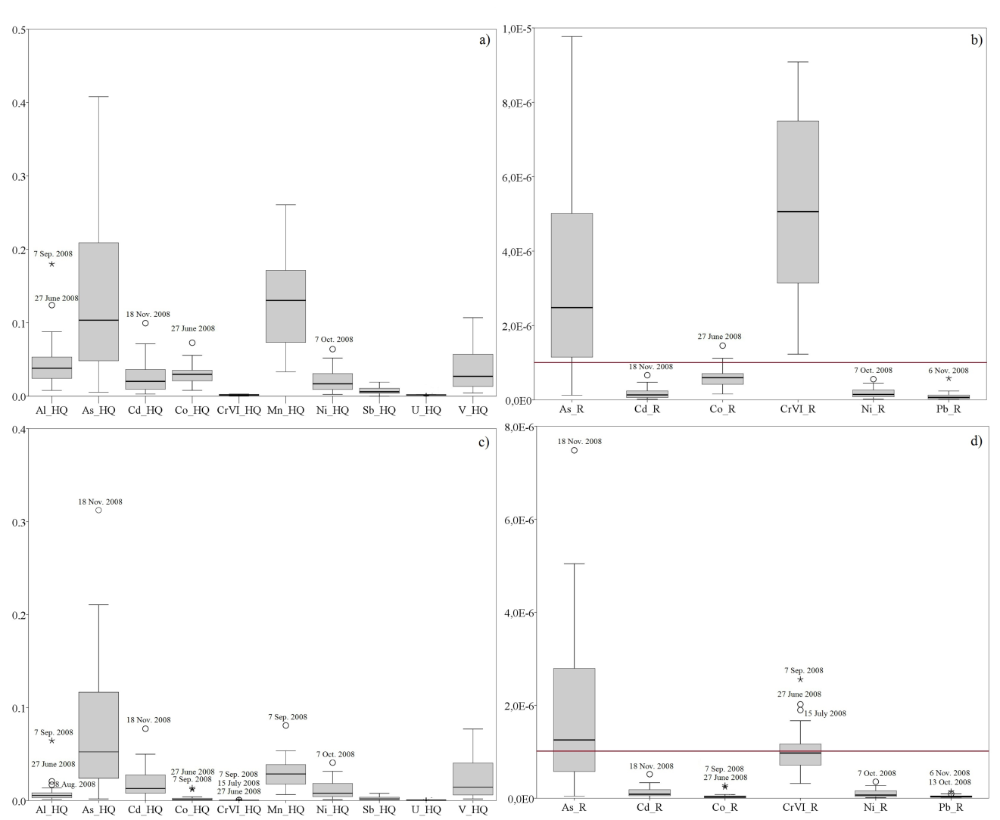 a)
0.5
0.4
0.3
0.2
0.1
0.0
7 Sep. 2008
27 June 2008
18 Nov. 2008
27 June 2008
7 Oct. 2008
Al_HQ As_HQ Cd_HQ Co_HQ CrVI_HQ Mn_HQ Ni_HQ Sb_HQ U_HQ V_HQ
b)
1,0E-5
8,0E-6
6,0E-6
4,0E-6
2,0E-6
0,0E0
27 June 2008
18 Nov. 2008
7 Oct. 2008
6 Nov. 2008
As_R Cd_R Co_R CrVI_R Ni_R Pb_R
c)
0.4
0.3
0.2
0.1
0.0
18 Nov. 2008
18 Nov. 2008
7 Sep. 2008
7 Sep. 2008
27 June 2008
8 Aug. 2008
27 June 2008
7 Sep. 2008
7 Sep. 2008
15 July 2008
27 June 2008
7 Oct. 2008
Al_HQ As_HQ Cd_HQ Co_HQ CrVI_HQ Mn_HQ Ni_HQ Sb_HQ U_HQ V_HQ
d)
8,0E-6
6,0E-6
4,0E-6
2,0E-6
0,0E0
18 Nov. 2008
7 Sep. 2008
27 June 2008
15 July 2008
18 Nov. 2008
7 Sep. 2008
27 June 2008
7 Oct. 2008
6 Nov. 2008
13 Oct. 2008
As_R Cd_R Co_R CrVI_R Ni_R Pb_R